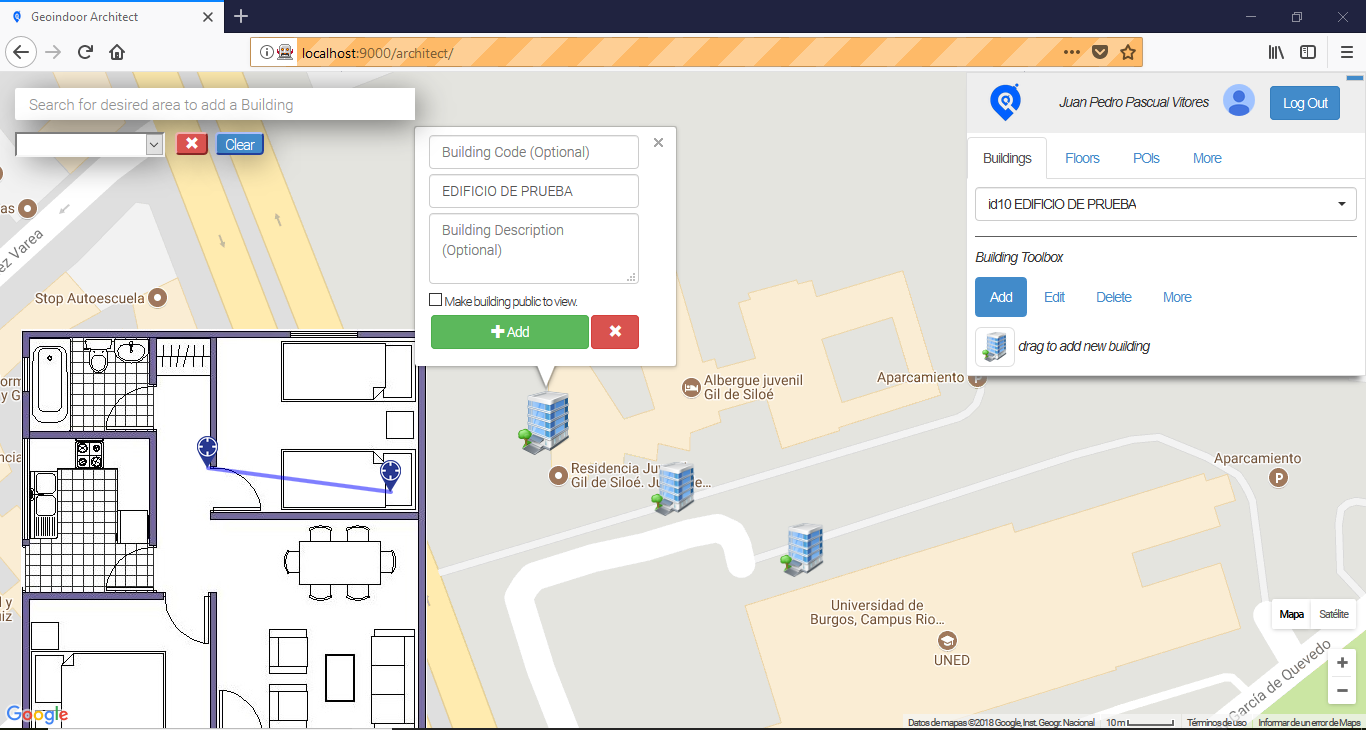 Geoindoor Architect
localhost:9000/architect/
Search for desired area to add a Building
Clear
Building Code (Optional)
EDIFICIO DE PRUEBA
Building Description
(Optional)
Make building public to view.
Add
Juan Pedro Pascual Vitores
Log Out
Buildings
Floors
POIs
More
id10 EDIFICIO DE PRUEBA
Building Toolbox
Add
Edit
Delete
More
drag to add new building
ez Varea
Stop Autoescuela
Albergue juvenil
Gil de Siloé
Aparcamiento
P
Residencia Ju
Gil de Siloé. Ju
e...
Aparcamiento
P
Universidad de
Burgos, Campus Rio...
UNED
Mapa
Satélite
García de Quevedo
Google
Datos de mapas ©2018 Google, Inst. Geogr. Nacional
10 m
Términos de uso
Informar de un error de Maps